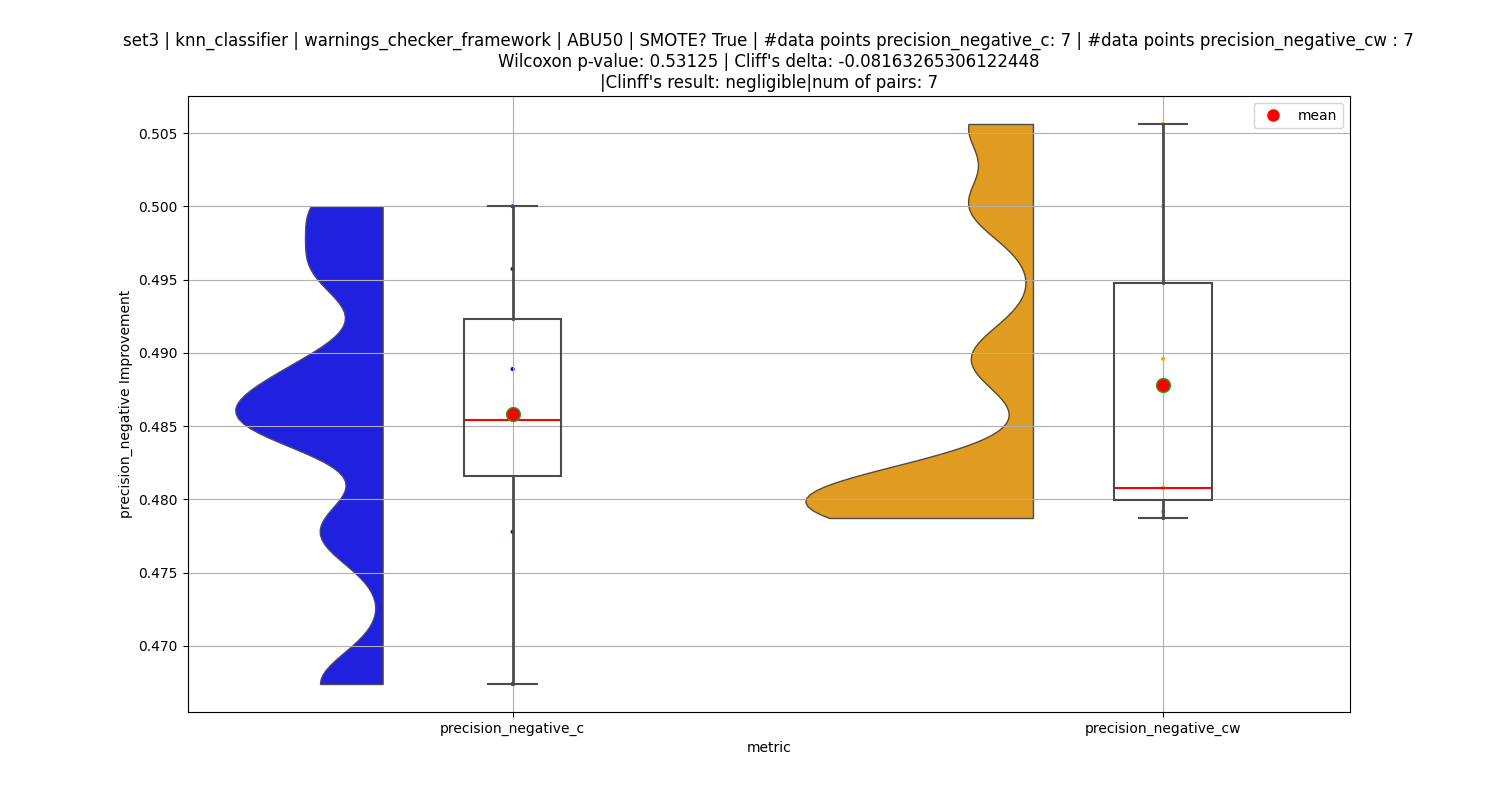 set3 | knn_classifier | warnings_checker_framework | ABU50 | SMOTE? True | #data points precision_negative_c: 7 | #data points precision_negative_cw : 7
Wilcoxon p-value: 0.53125 | Cliff's delta: -0.08163265306122448
|Clinff's result: negligible|num of pairs: 7
mean
0.505
0.500
0.495
0.490
0.485
0.480
0.475
0.470
precision_negative Improvement
precision_negative_c
precision_negative_cw
metric